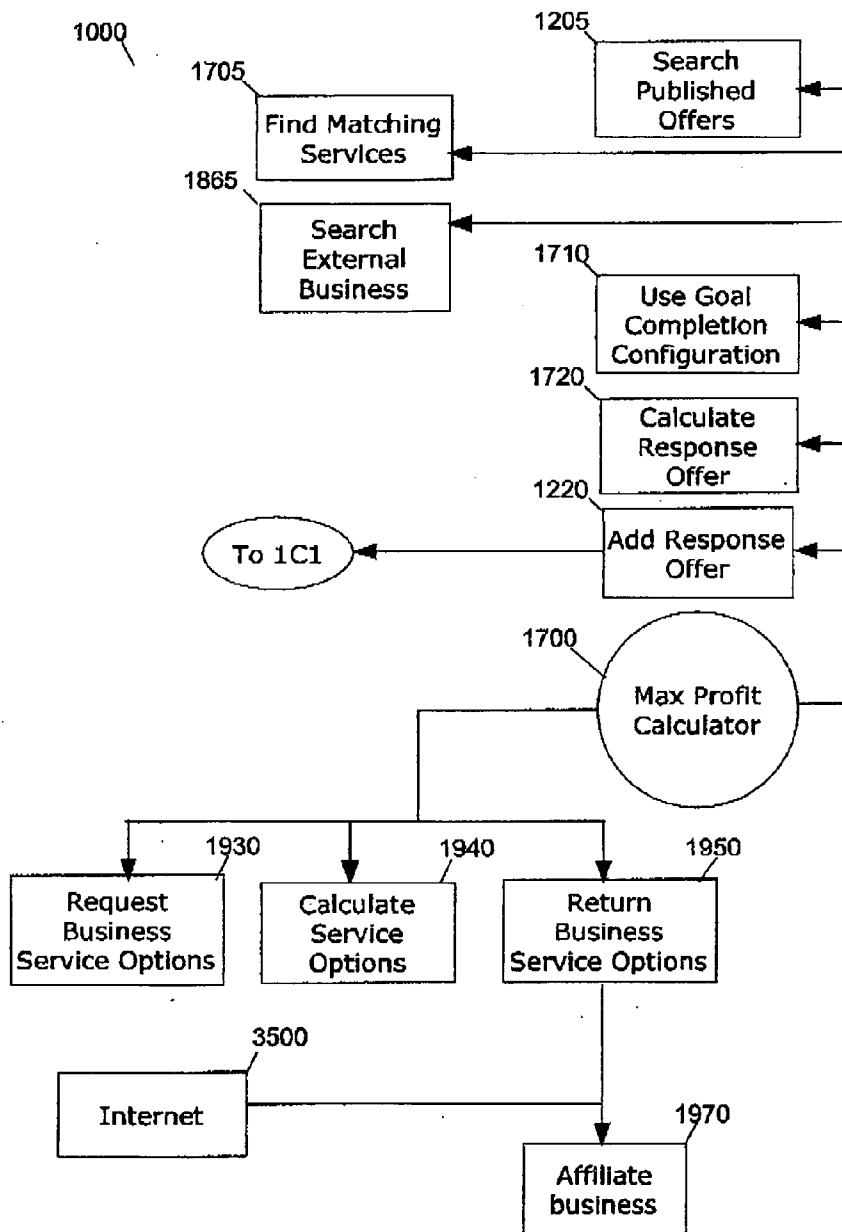 1000
1205
Search
Published
Offers
1705
Find Matching
Services
1865
Search
External
Business
1710
Use Goal
Completion
Configuration
1720
Calculate
Response
Offer
1220
Add Response
Offer
To 1C1
1700
Max Profit
Calculator
1930
Request
Business
Service Options
1940
Calculate
Service
Options
1950
Return
Business
Service Options
3500
Internet
1970
Affiliate
business